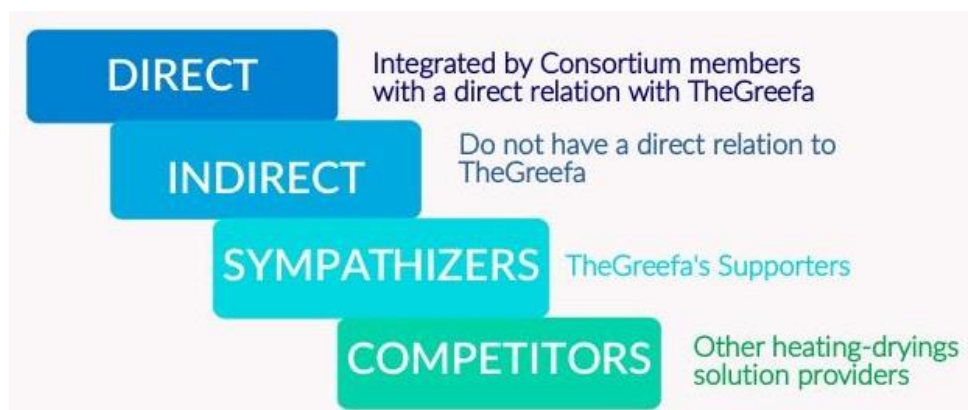 DIRECT
Integrated by Consortium members
with a direct relation with TheGreefa
INDIRECT
Do not have a direct relation to
TheGreefa
SYMPATHIZERS
TheGreefa's Supporters
COMPETITORS
Other heating-dryings
solution providers